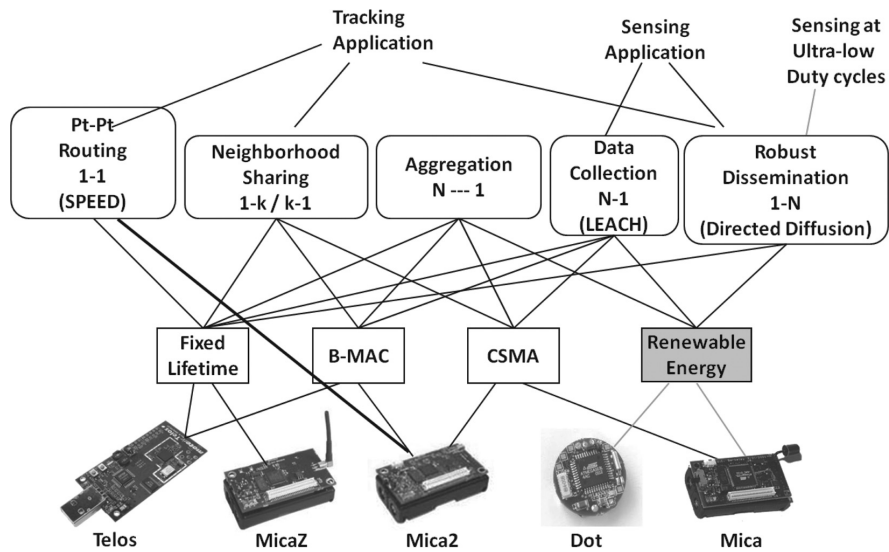 Tracking
Application
Sensing
Application
Sensing at
Ultra-low
Duty cycles
Pt-Pt
Routing
1-1
(SPEED)
Neighborhood
Sharing
1-k / k-1
Aggregation
N --- 1
Data
Collection
N-1
(LEACH)
Robust
Dissemination
1-N
(Directed Diffusion)
Fixed
Lifetime
B-MAC
CSMA
Renewable
Energy
Telos
MicaZ
Mica2
Dot
Mica